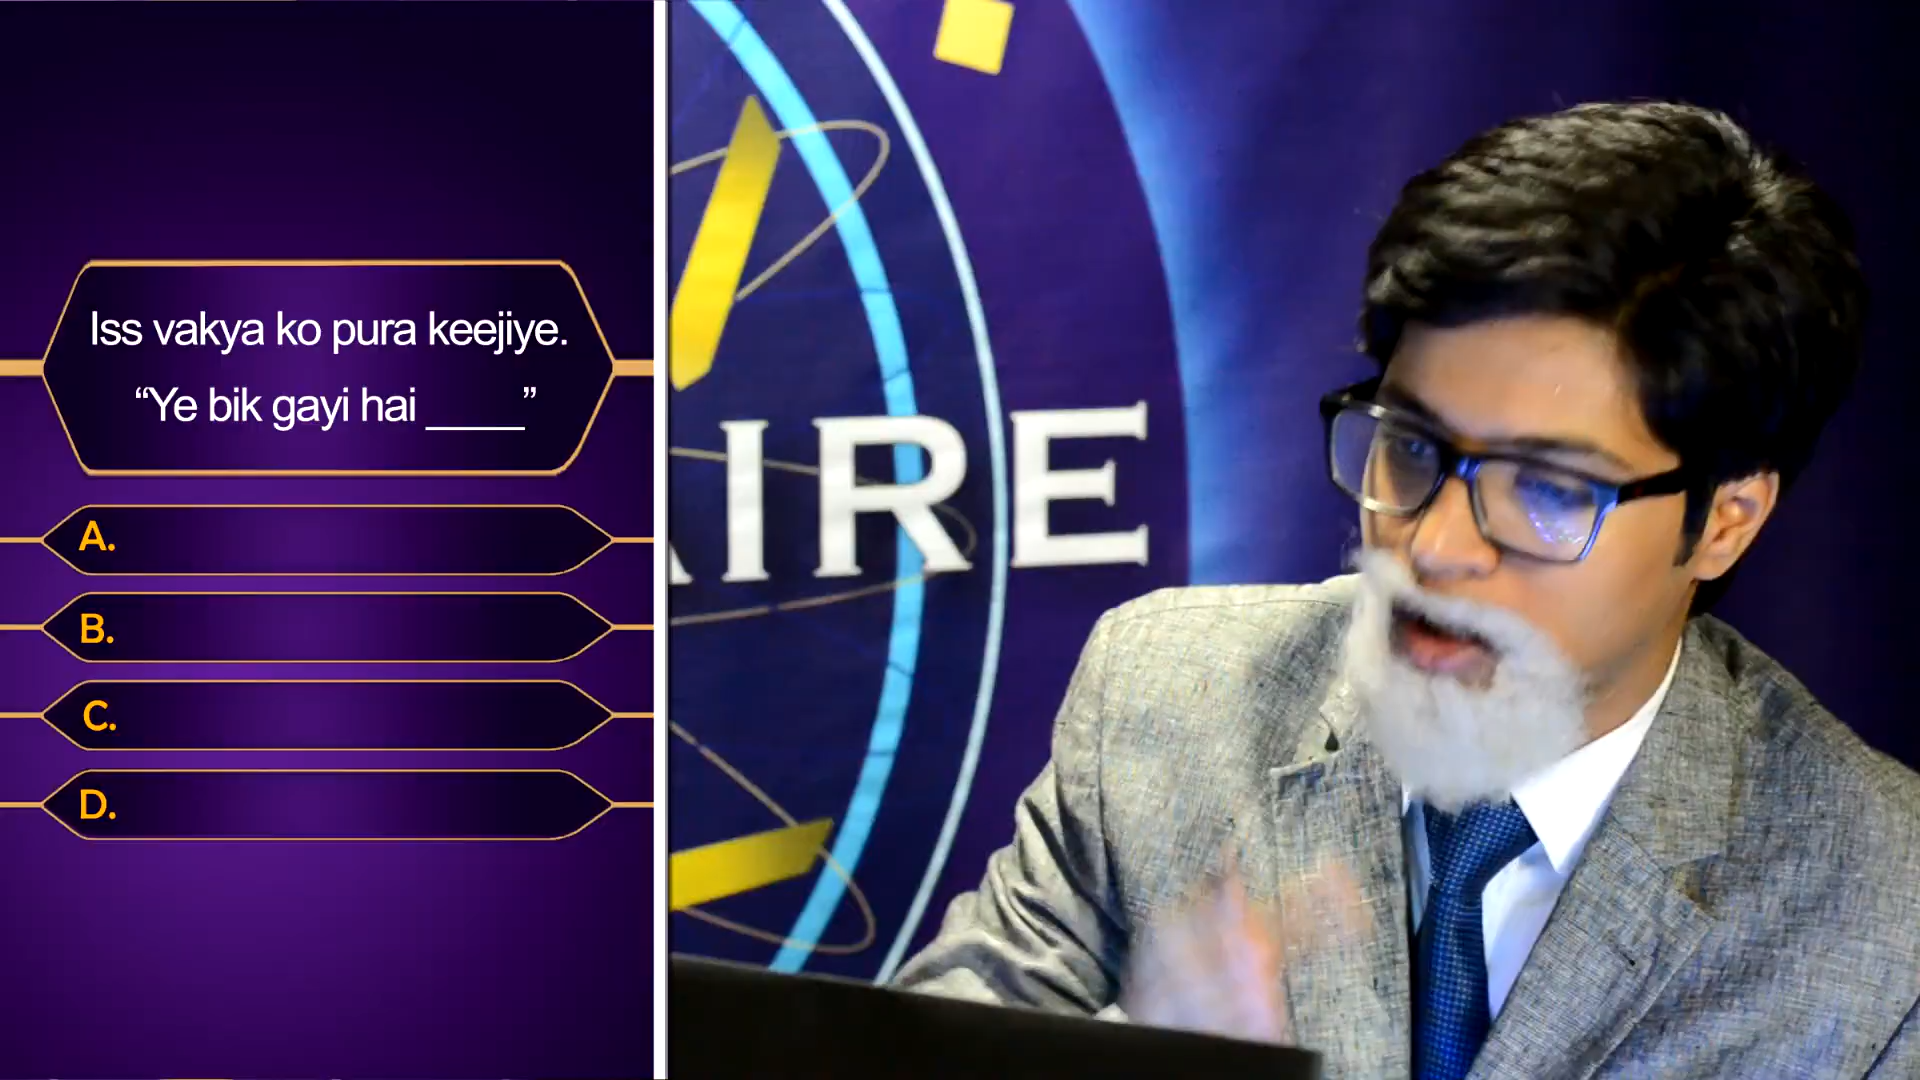 Iss vakya ko pura keejiye.
“Ye bik gayi hai ____”
A.
B.
C.
D.
IRE